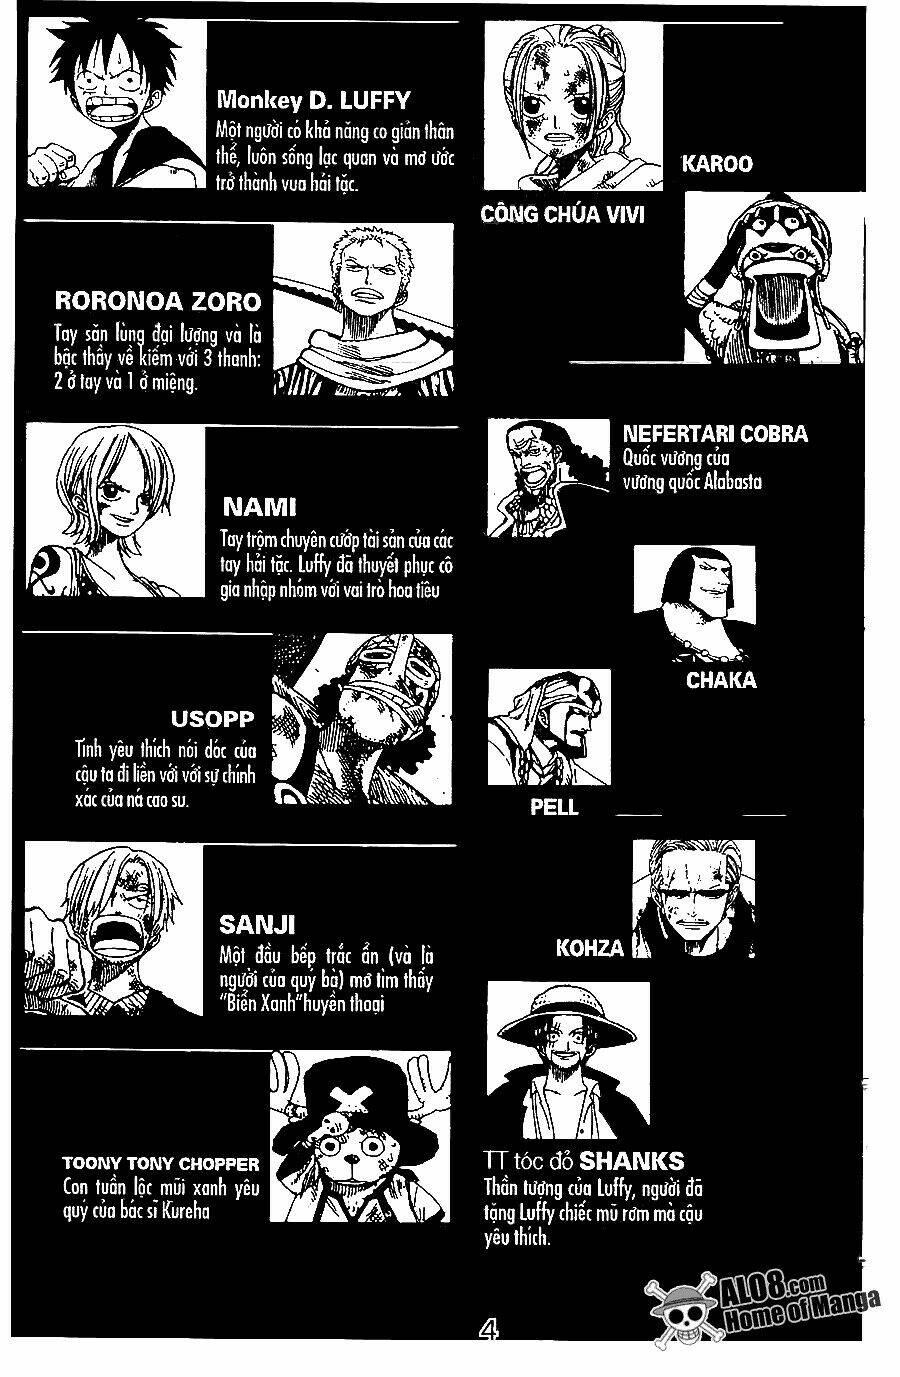 Monkey D. LUFFY
Một người có khả năng co giãn thân
thể, luôn sống lạc quan và mơ ước
trở thành vua hải tặc.
RORONOA ZORO
Tay săn lùng đại lượng và là
bậc thầy về kiếm với 3 thanh:
2 ở tay và 1 ở miệng.
NAMI
Tay trộm chuyên cướp tài sản của các
tay hải tặc. Luffy đã thuyết phục cô
gia nhập nhóm với vai trò hoa tiêu
USOPP
Tính yêu thích nói dóc của
cậu ta đi liền với với sự chính
xác của ná cao su.
SANJI
Một đầu bếp trắc ẩn (và là
người của quý bà) mơ tìm thấy
"Biển Xanh"huyền thoại
TOONY TONY CHOPPER
Con tuần lộc mũi xanh yêu
quý của bác sĩ Kureha
CÔNG CHÚA VIVI
KAROO
NEFERTARI COBRA
Quốc vương của
vương quốc Alabasta
CHAKA
PELL
KOHZA
TT tóc đỏ SHANKS
Thần tượng của Luffy, người đã
tặng Luffy chiếc mũ rơm mà cậu
yêu thích.
4
ALO8.com
Home of Manga